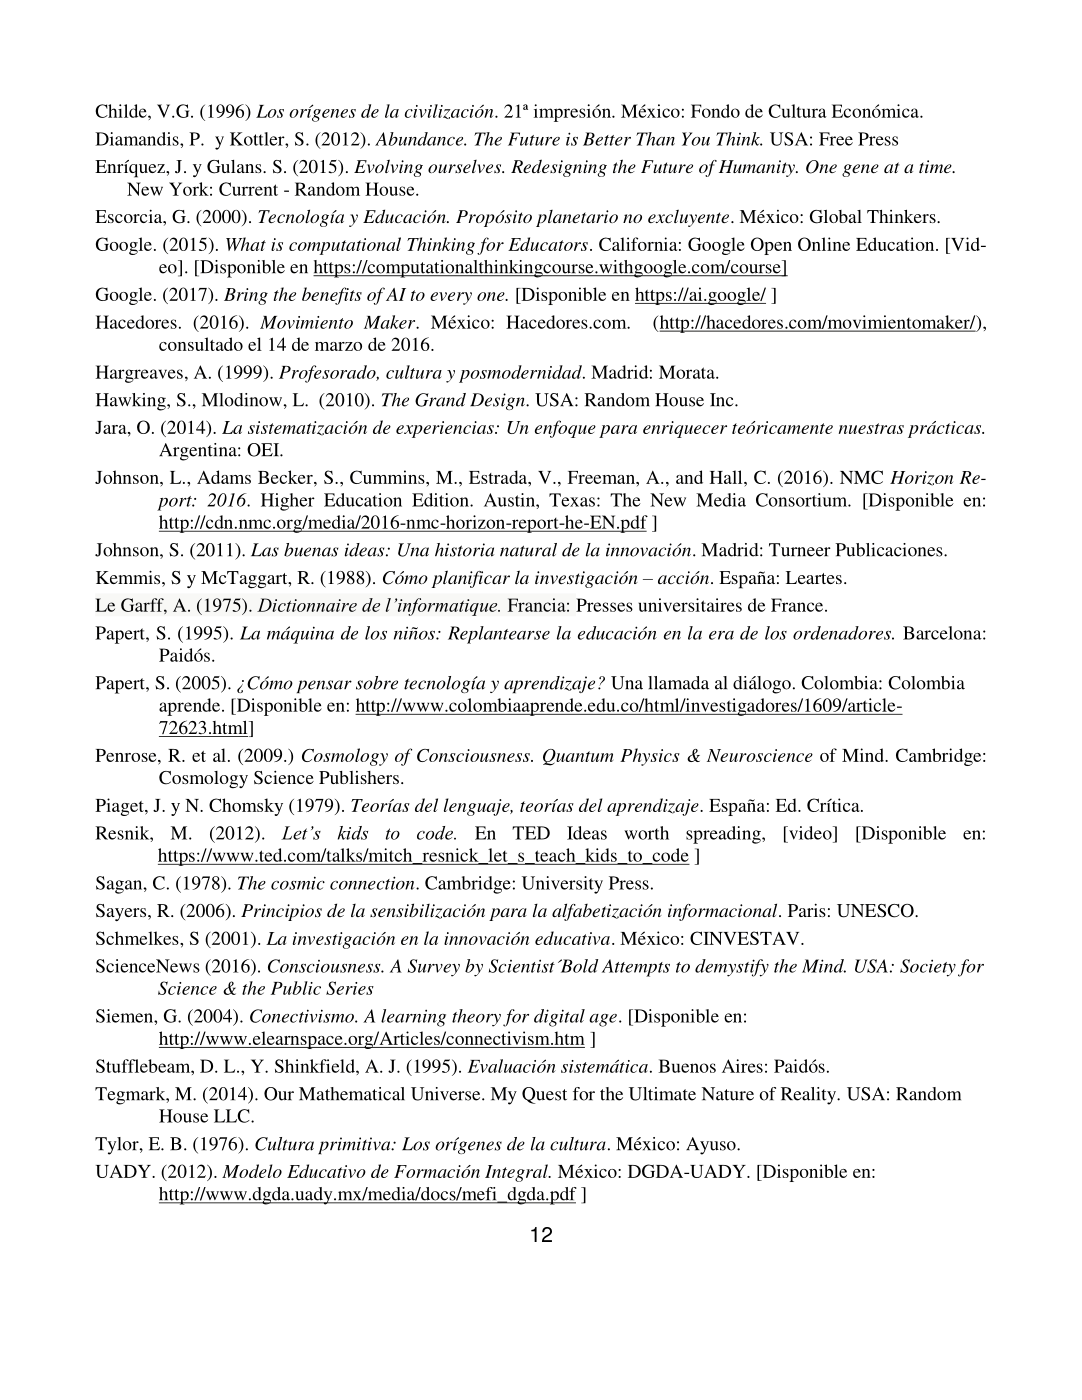 Childe, V.G. (1996) Los orígenes de la civilización. 21ª impresión. México: Fondo de Cultura Económica.
Diamandis, P.  y Kottler, S. (2012). Abundance. The Future is Better Than You Think. USA: Free Press
Enríquez, J. y Gulans. S. (2015). Evolving ourselves. Redesigning the Future of Humanity. One gene at a time.
New York: Current - Random House.
Escorcia, G. (2000). Tecnología y Educación. Propósito planetario no excluyente. México: Global Thinkers.
Google. (2015). What is computational Thinking for Educators. California: Google Open Online Education. [Vid-
eo]. [Disponible en https://computationalthinkingcourse.withgoogle.com/course]
Google. (2017). Bring the benefits of AI to every one. [Disponible en https://ai.google/ ]
Hacedores. (2016). Movimiento Maker. México: Hacedores.com. (http://hacedores.com/movimientomaker/),
consultado el 14 de marzo de 2016.
Hargreaves, A. (1999). Profesorado, cultura y posmodernidad. Madrid: Morata.
Hawking, S., Mlodinow, L.  (2010). The Grand Design. USA: Random House Inc.
Jara, O. (2014). La sistematización de experiencias: Un enfoque para enriquecer teóricamente nuestras prácticas.
Argentina: OEI.
Johnson, L., Adams Becker, S., Cummins, M., Estrada, V., Freeman, A., and Hall, C. (2016). NMC Horizon Re-
port: 2016. Higher Education Edition. Austin, Texas: The New Media Consortium. [Disponible en:
http://cdn.nmc.org/media/2016-nmc-horizon-report-he-EN.pdf ]
Johnson, S. (2011). Las buenas ideas: Una historia natural de la innovación. Madrid: Turneer Publicaciones.
Kemmis, S y McTaggart, R. (1988). Cómo planificar la investigación – acción. España: Leartes.
Le Garff, A. (1975). Dictionnaire de l’informatique. Francia: Presses universitaires de France.
Papert, S. (1995). La máquina de los niños: Replantearse la educación en la era de los ordenadores. Barcelona:
Paidós.
Papert, S. (2005). ¿Cómo pensar sobre tecnología y aprendizaje? Una llamada al diálogo. Colombia: Colombia
aprende. [Disponible en: http://www.colombiaaprende.edu.co/html/investigadores/1609/article-
72623.html]
Penrose, R. et al. (2009.) Cosmology of Consciousness. Quantum Physics & Neuroscience of Mind. Cambridge:
Cosmology Science Publishers.
Piaget, J. y N. Chomsky (1979). Teorías del lenguaje, teorías del aprendizaje. España: Ed. Crítica.
Resnik, M. (2012). Let’s kids to code. En TED Ideas worth spreading, [video] [Disponible en:
https://www.ted.com/talks/mitch_resnick_let_s_teach_kids_to_code ]
Sagan, C. (1978). The cosmic connection. Cambridge: University Press.
Sayers, R. (2006). Principios de la sensibilización para la alfabetización informacional. Paris: UNESCO.
Schmelkes, S (2001). La investigación en la innovación educativa. México: CINVESTAV.
ScienceNews (2016). Consciousness. A Survey by Scientist´Bold Attempts to demystify the Mind. USA: Society for
Science & the Public Series
Siemen, G. (2004). Conectivismo. A learning theory for digital age. [Disponible en:
http://www.elearnspace.org/Articles/connectivism.htm ]
Stufflebeam, D. L., Y. Shinkfield, A. J. (1995). Evaluación sistemática. Buenos Aires: Paidós.
Tegmark, M. (2014). Our Mathematical Universe. My Quest for the Ultimate Nature of Reality. USA: Random
House LLC.
Tylor, E. B. (1976). Cultura primitiva: Los orígenes de la cultura. México: Ayuso.
UADY. (2012). Modelo Educativo de Formación Integral. México: DGDA-UADY. [Disponible en:
http://www.dgda.uady.mx/media/docs/mefi_dgda.pdf ]
12